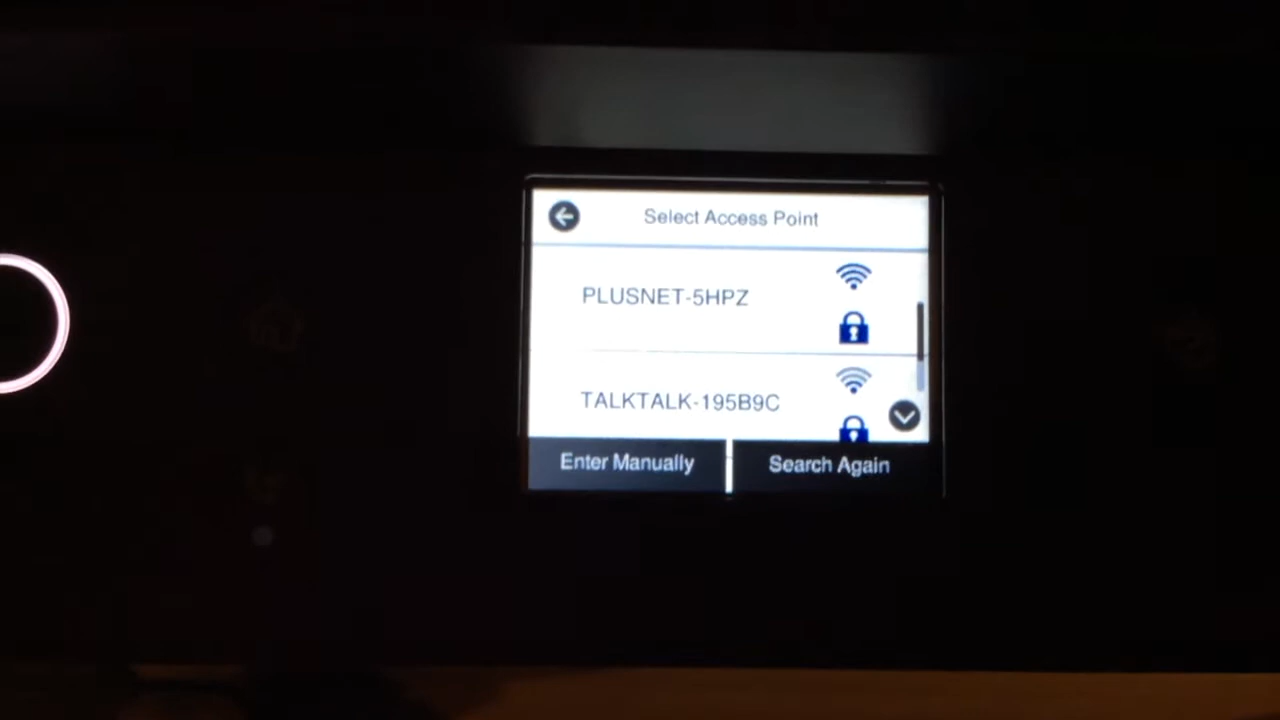 Select Access Point
PLUSNET-5HPZ
TALKTALK-195B9C
Enter Manually
Search Again